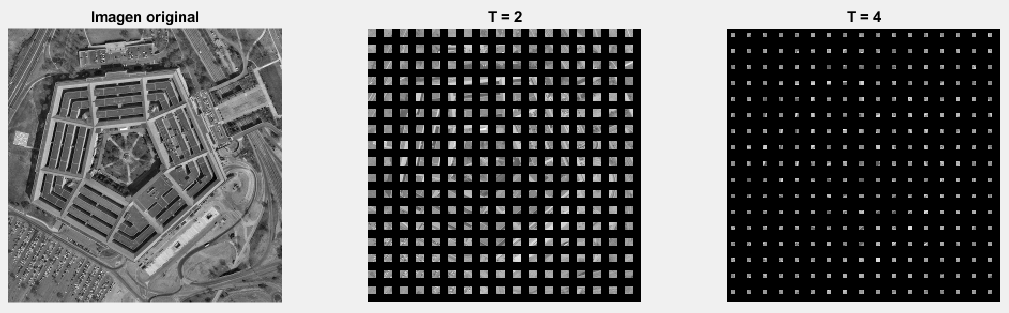 Imagen original
T = 2
T = 4